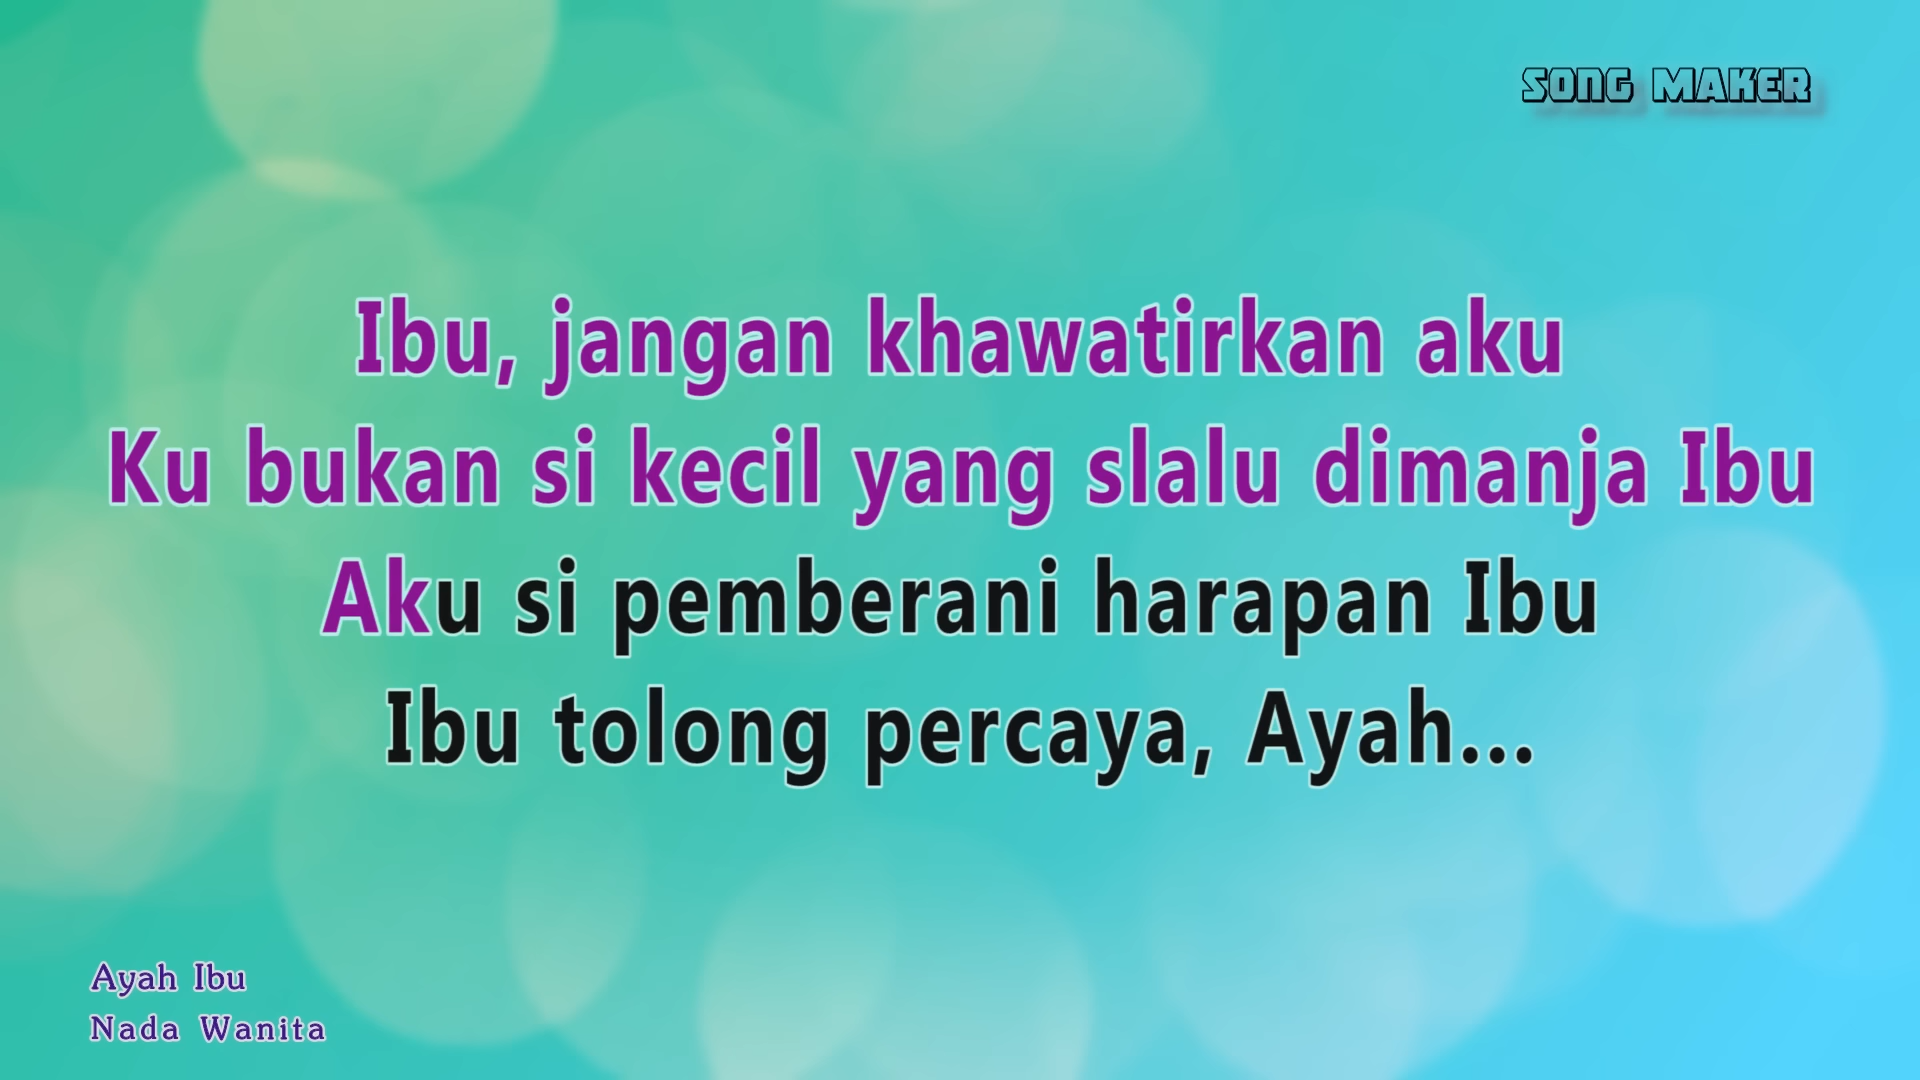 SONG MAKER
Ibu, jangan khawatirkan aku
Ku bukan si kecil yang slalu dimanja Ibu
Aku si pemberani harapan Ibu
Ibu tolong percaya, Ayah...
Ayah Ibu
Nada Wanita